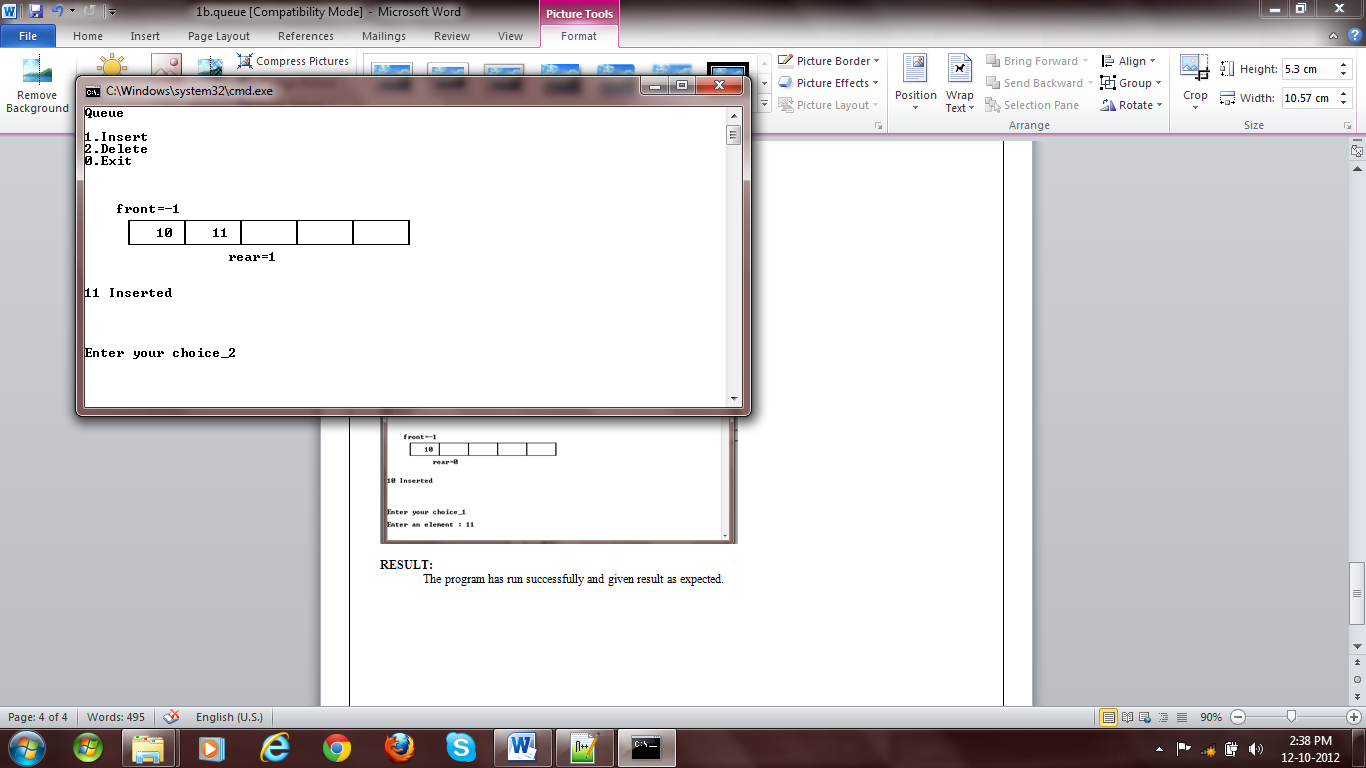 1b.queue [Compatibility Mode] - Microsoft Word
Picture Tools
File Home Insert Page Layout References Mailings Review View Format
Remove Background
Compress Pictures
Picture Border
Picture Effects
Picture Layout
Position
Wrap Text
Bring Forward
Send Backward
Selection Pane
Align
Group
Rotate
Arrange
Crop
Height: 5.3 cm
Width: 10.57 cm
Size
C:\Windows\system32\cmd.exe
Queue
1.Insert
2.Delete
0.Exit
front=-1
10 11
rear=1
11 Inserted
Enter your choice_2
front=-1
10
rear=0
10 Inserted
Enter your choice_1
Enter an element : 11
RESULT:
The program has run successfully and given result as expected.
Page: 4 of 4 Words: 495 English (U.S.) 90%
2:38 PM
12-10-2012